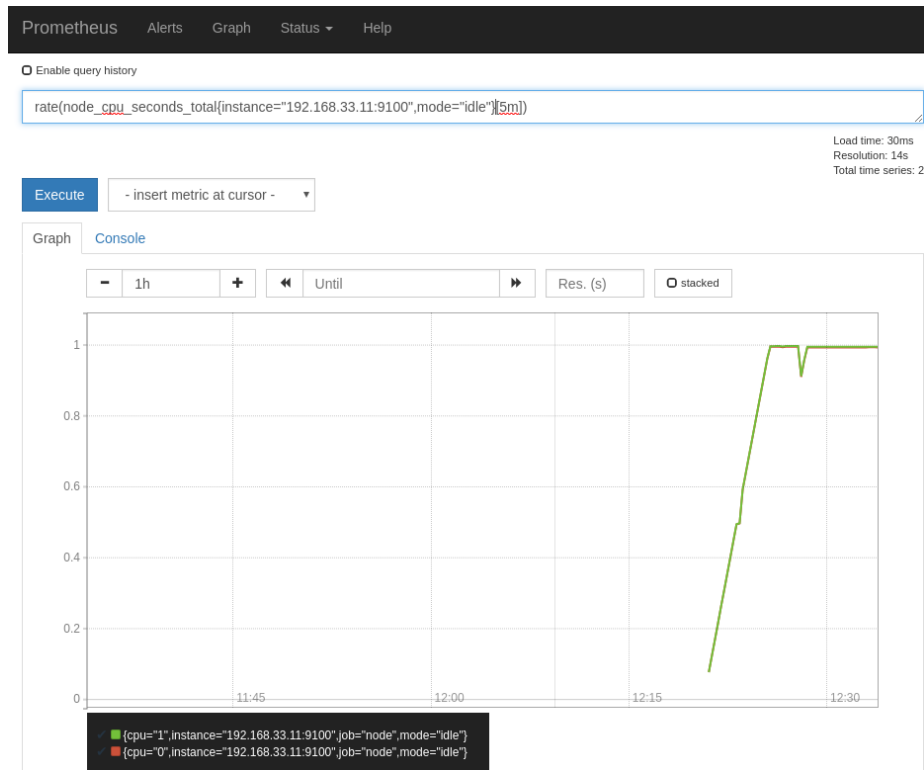 Prometheus Alerts Graph Status Help
Enable query history
rate(node_cpu_seconds_total{instance="192.168.33.11:9100",mode="idle"}[5m])
Load time: 30ms
Resolution: 14s
Total time series: 2
Execute - insert metric at cursor -
Graph Console
- 1h + Until Res. (s) stacked
1
0.8
0.6
0.4
0.2
0
11:45 12:00 12:15 12:30
{cpu="1",instance="192.168.33.11:9100",job="node",mode="idle"}
{cpu="0",instance="192.168.33.11:9100",job="node",mode="idle"}